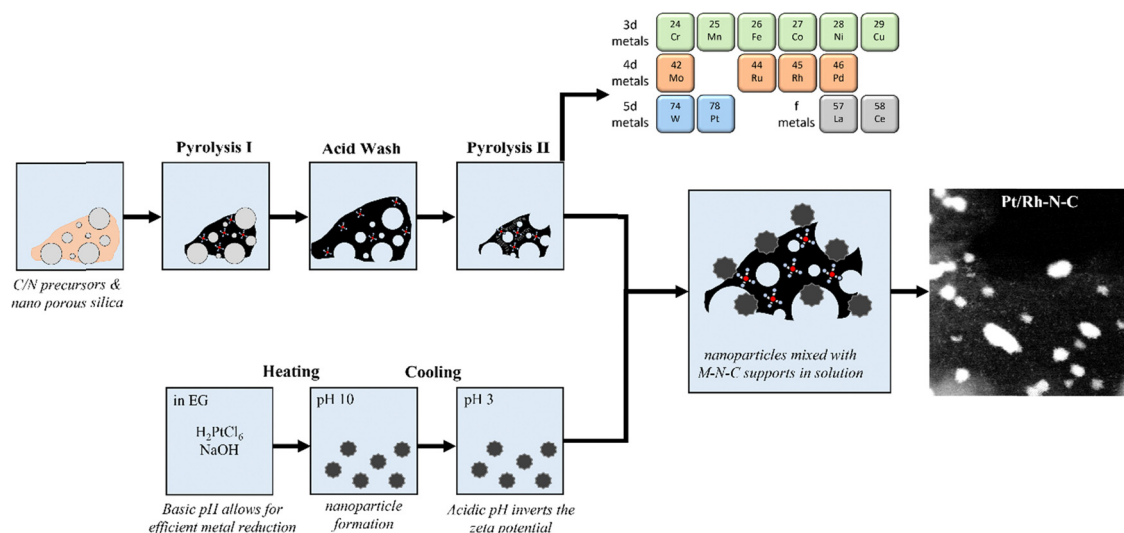 3d
metals
24
Cr
25
Mn
26
Fe
27
Co
28
Ni
29
Cu
4d
metals
42
Mo
44
Ru
45
Rh
46
Pd
5d
metals
74
W
78
Pt
f
metals
57
La
58
Ce
Pyrolysis I
Acid Wash
Pyrolysis II
C/N precursors &
nano porous silica
Pt/Rh-N-C
nanoparticles mixed with
M-N-C supports in solution
Heating
Cooling
in EG
H₂PtCl₆
NaOH
pH 10
pH 3
Basic pH allows for
efficient metal reduction
nanoparticle
formation
Acidic pH inverts the
zeta potential